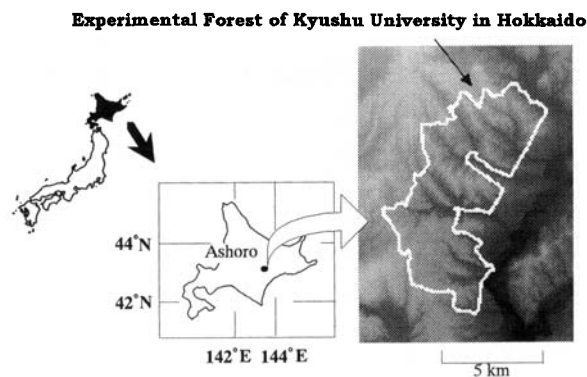 Experimental Forest of Kyushu University in Hokkaido
44°N
Ashoro
42°N
142°E 144°E
5 km